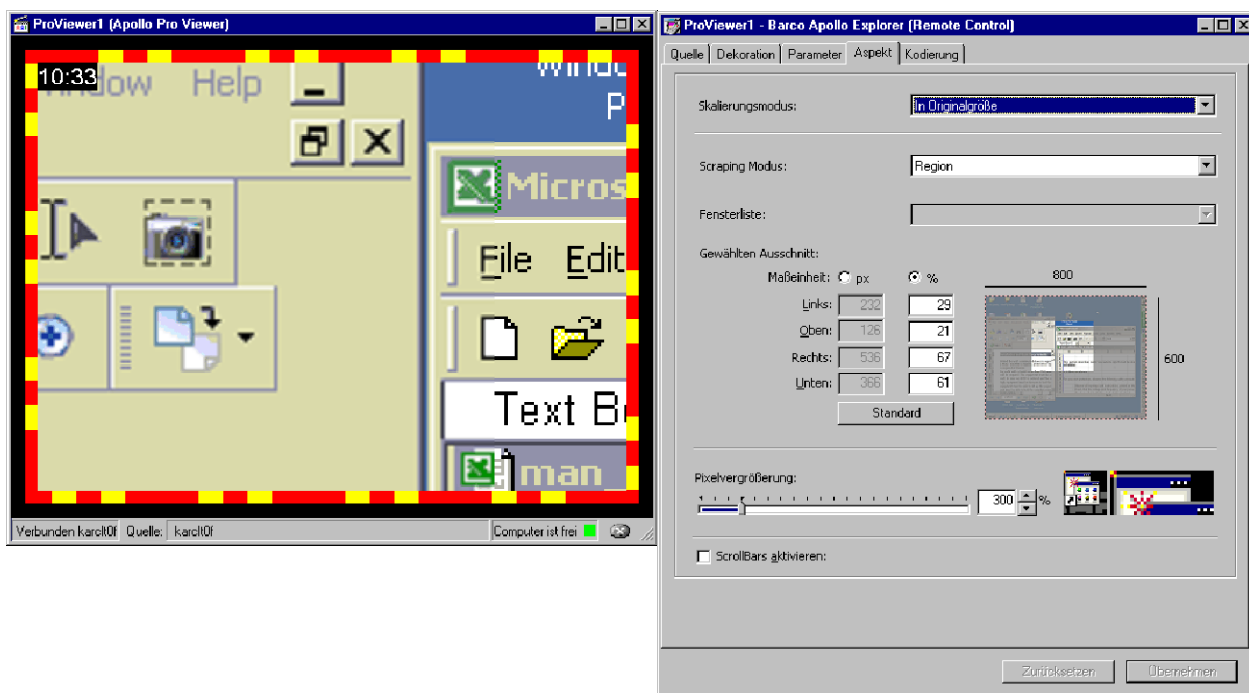 ProViewer1 (Apollo Pro Viewer)
10:33
dow Help
Micros
File Edit
Text B
man_
Verbunden karclt0f Quelle: karclt0f Computer ist frei
ProViewer1 - Barco Apollo Explorer (Remote Control)
Quelle Dekoration Parameter Aspekt Kodierung
Skalierungsmodus: In Originalgröße
Scraping Modus: Region
Fensterliste:
Gewählten Ausschnitt:
Maßeinheit: px %
800
Links: 232 29
Oben: 126 21
Rechts: 536 67
Unten: 366 61
600
Standard
Pixelvergrößerung:
300 %
ScrollBars aktivieren:
Zurücksetzen Übernehmen